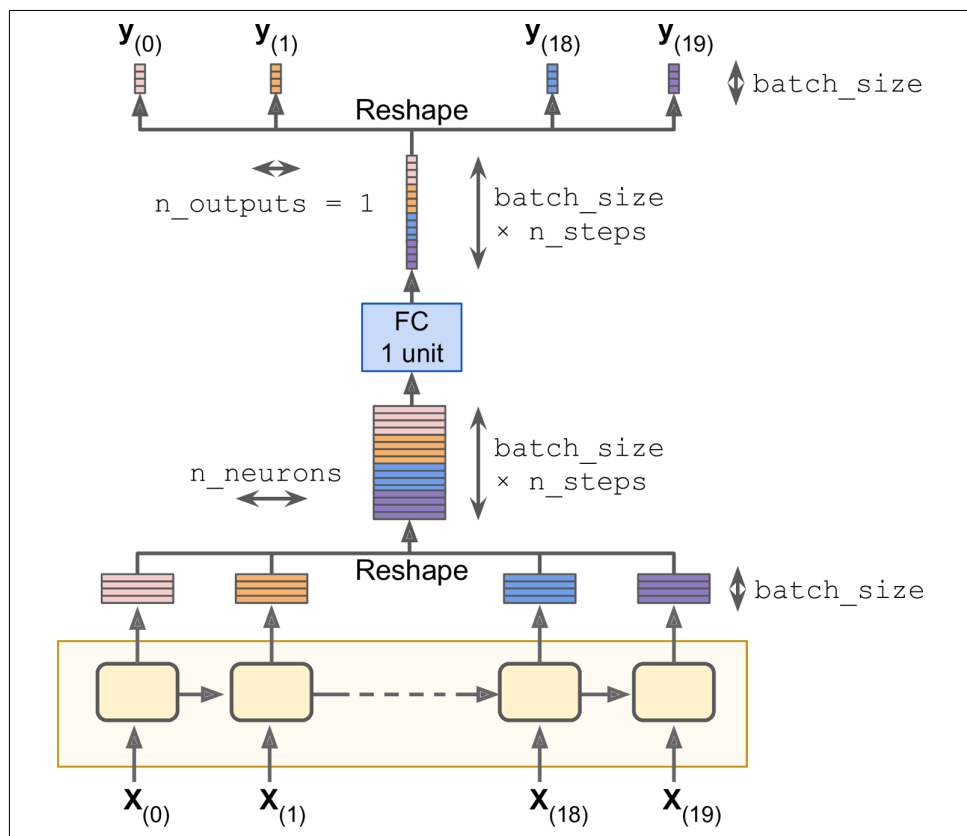 y(0) y(1) y(18) y(19)
batch_size
Reshape
n_outputs = 1
batch_size
× n_steps
FC
1 unit
n_neurons
batch_size
× n_steps
Reshape
batch_size
X(0) X(1) X(18) X(19)